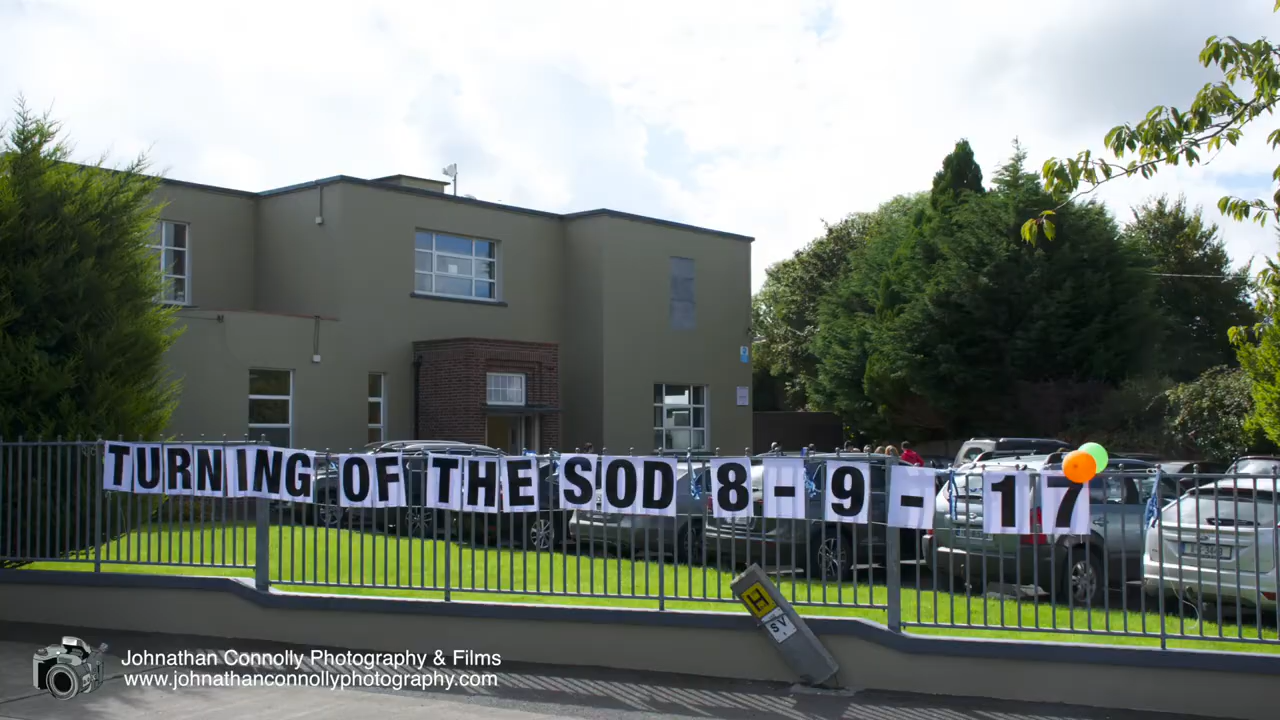 TURNING OF THE SOD 8-9-17
H
SV
Johnathan Connolly Photography & Films
www.johnathanconnollyphotography.com